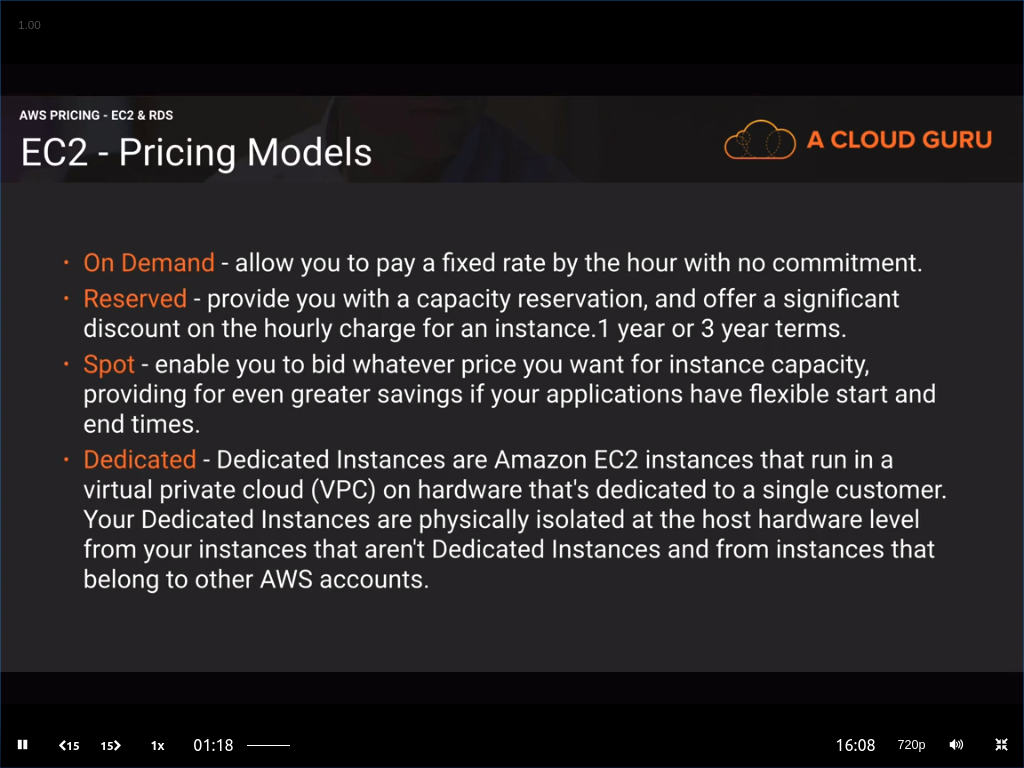 1.00
AWS PRICING - EC2 & RDS
EC2 - Pricing Models
A CLOUD GURU
· On Demand - allow you to pay a fixed rate by the hour with no commitment.
· Reserved - provide you with a capacity reservation, and offer a significant
discount on the hourly charge for an instance.1 year or 3 year terms.
· Spot - enable you to bid whatever price you want for instance capacity,
providing for even greater savings if your applications have flexible start and
end times.
· Dedicated - Dedicated Instances are Amazon EC2 instances that run in a
virtual private cloud (VPC) on hardware that's dedicated to a single customer.
Your Dedicated Instances are physically isolated at the host hardware level
from your instances that aren't Dedicated Instances and from instances that
belong to other AWS accounts.
15 15 1x 01:18 16:08 720p